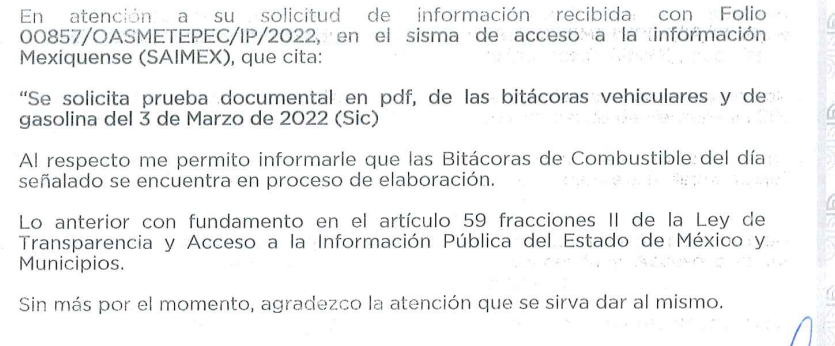 En atención a su solicitud de información recibida con Folio
00857/OASMETEPEC/IP/2022, en el sisma de acceso a la información
Mexiquense (SAIMEX), que cita:
“Se solicita prueba documental en pdf, de las bitácoras vehiculares y de
gasolina del 3 de Marzo de 2022 (Sic)
Al respecto me permito informarle que las Bitácoras de Combustible del día
señalado se encuentra en proceso de elaboración.
Lo anterior con fundamento en el artículo 59 fracciones II de la Ley de
Transparencia y Acceso a la Información Pública del Estado de México y
Municipios.
Sin más por el momento, agradezco la atención que se sirva dar al mismo.